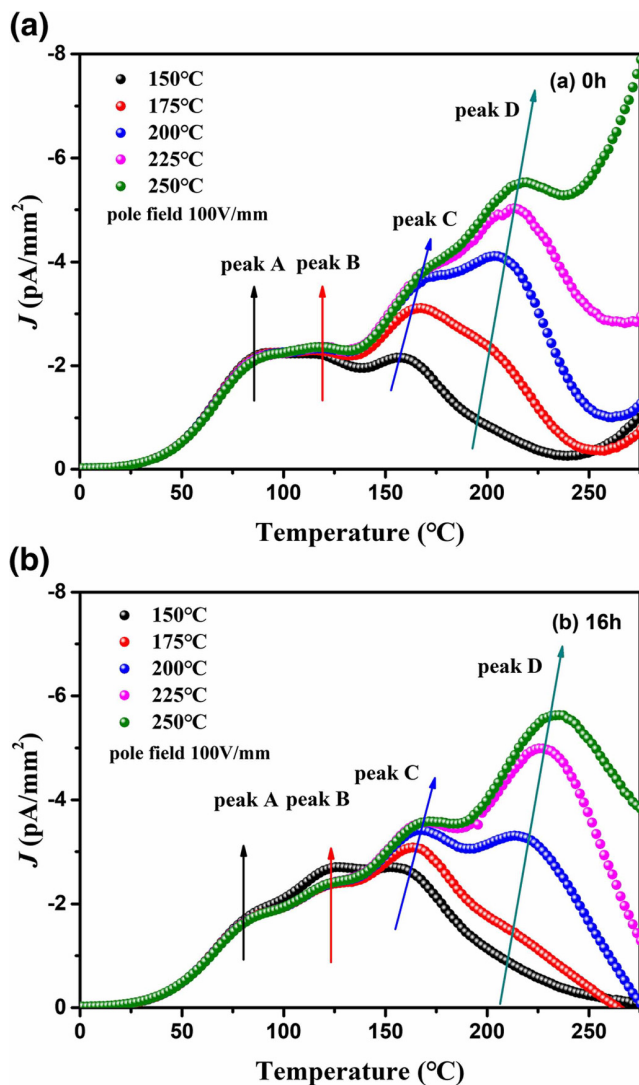 (a)
-8
-6
-4
-2
0
J (pA/mm²)
150°C
175°C
200°C
225°C
250°C
pole field 100V/mm
(a) 0h
peak A
peak B
peak C
peak D
0 50 100 150 200 250
Temperature (°C)
(b)
-8
-6
-4
-2
0
J (pA/mm²)
150°C
175°C
200°C
225°C
250°C
pole field 100V/mm
(b) 16h
peak A
peak B
peak C
peak D
0 50 100 150 200 250
Temperature (°C)